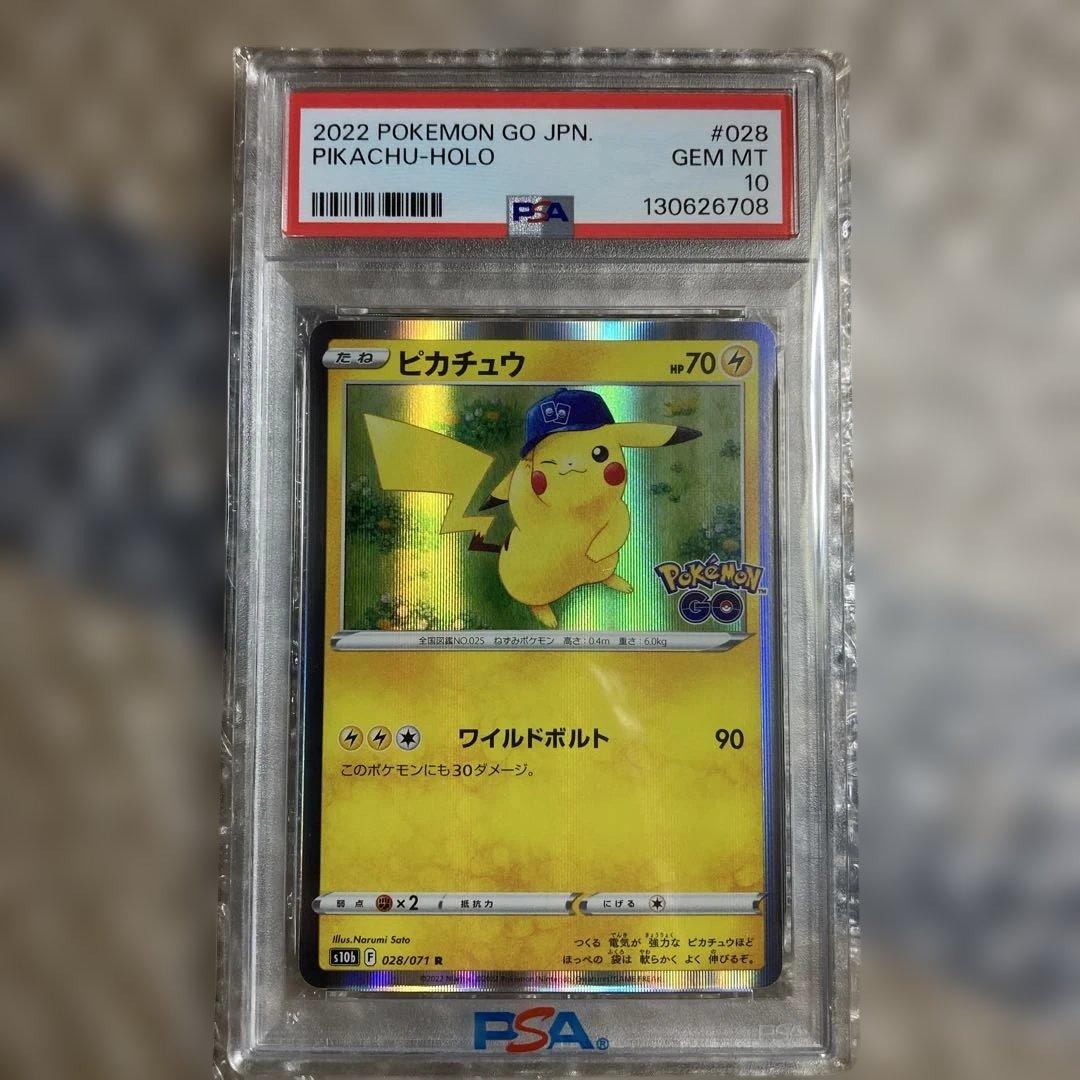 2022 POKEMON GO JPN. #028
PIKACHU-HOLO GEM MT
10
PSA 130626708
たね ピカチュウ HP70
Pokémon GO ™
全国図鑑NO.025 ねずみポケモン 高さ:0.4m 重さ:6.0kg
ワイルドボルト 90
このポケモンにも30ダメージ。
弱点 ×2 抵抗力 にげる
Illus.Narumi Sato
s10b F 028/071 R
つくる 電気が 強力な ピカチュウほど
ほっぺの 袋は 軟らかく よく 伸びるぞ。
PSA®
PSA